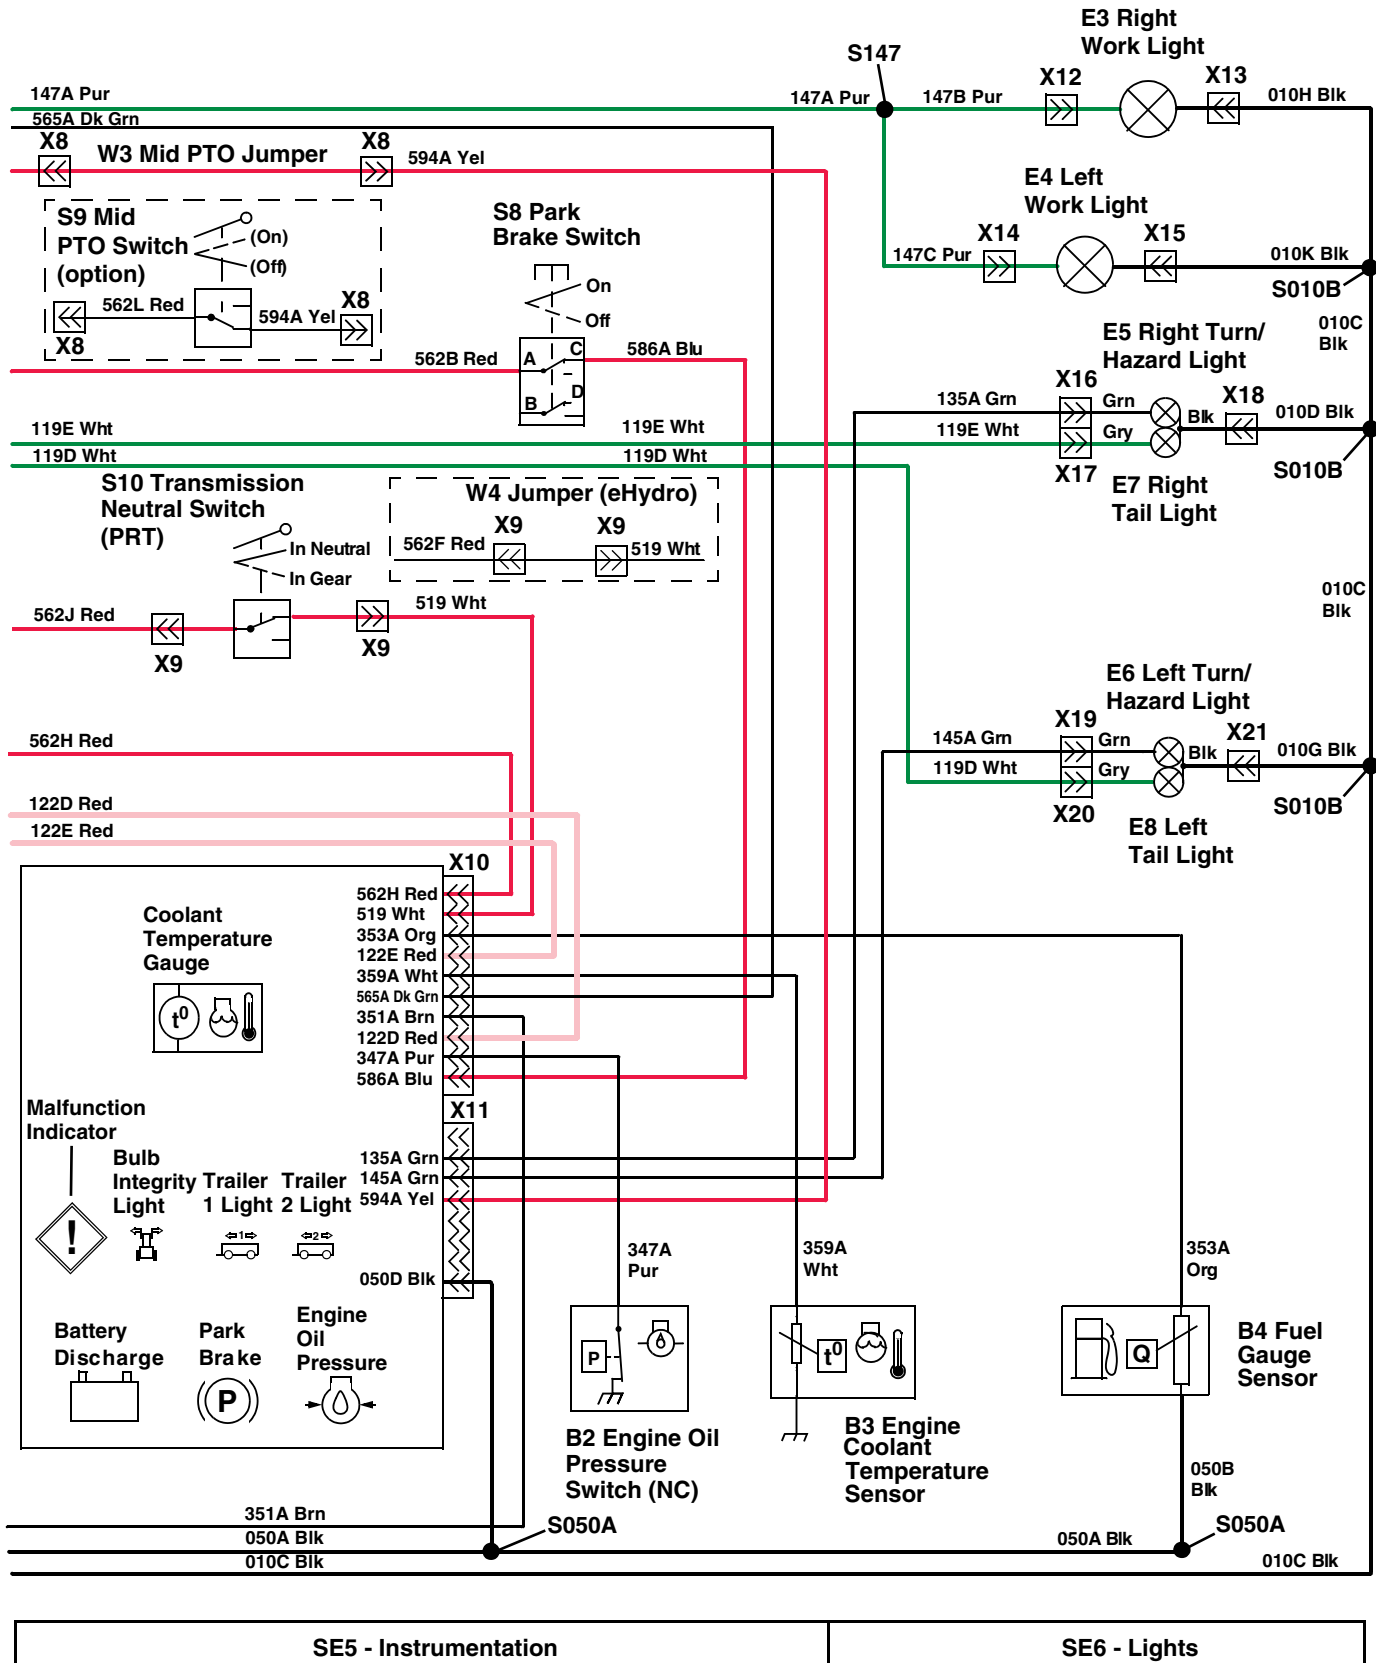 E3 Right
Work Light
S147
X12
X13
147A Pur
147A Pur
147B Pur
010H Blk
565A Dk Grn
X8
W3 Mid PTO Jumper
X8
594A Yel
E4 Left
Work Light
S9 Mid
PTO Switch
(option)
(On)
(Off)
S8 Park
Brake Switch
X14
X15
147C Pur
010K Blk
S010B
On
Off
562L Red
594A Yel
X8
X8
010C
Blk
E5 Right Turn/
Hazard Light
562B Red
A
C
B
D
586A Blu
X16
X18
135A Grn
Grn
Blk
010D Blk
119E Wht
119E Wht
119E Wht
Gry
119D Wht
119D Wht
X17
S010B
E7 Right
Tail Light
S10 Transmission
Neutral Switch
(PRT)
W4 Jumper (eHydro)
X9
X9
562F Red
519 Wht
In Neutral
In Gear
010C
Blk
562J Red
X9
X9
519 Wht
E6 Left Turn/
Hazard Light
X19
X21
562H Red
145A Grn
Grn
Blk
010G Blk
119D Wht
Gry
X20
S010B
E8 Left
Tail Light
122D Red
122E Red
X10
562H Red
519 Wht
353A Org
122E Red
359A Wht
565A Dk Grn
351A Brn
122D Red
347A Pur
586A Blu
Coolant
Temperature
Gauge
t0
X11
135A Grn
145A Grn
594A Yel
050D Blk
Malfunction
Indicator
!
Bulb
Integrity
Light
Trailer
1 Light
Trailer
2 Light
1
2
347A
Pur
359A
Wht
353A
Org
Battery
Discharge
Park
Brake
P
Engine
Oil
Pressure
P
t0
Q
B4 Fuel
Gauge
Sensor
B2 Engine Oil
Pressure
Switch (NC)
B3 Engine
Coolant
Temperature
Sensor
050B
Blk
351A Brn
S050A
S050A
050A Blk
050A Blk
010C Blk
010C Blk
SE5 - Instrumentation
SE6 - Lights